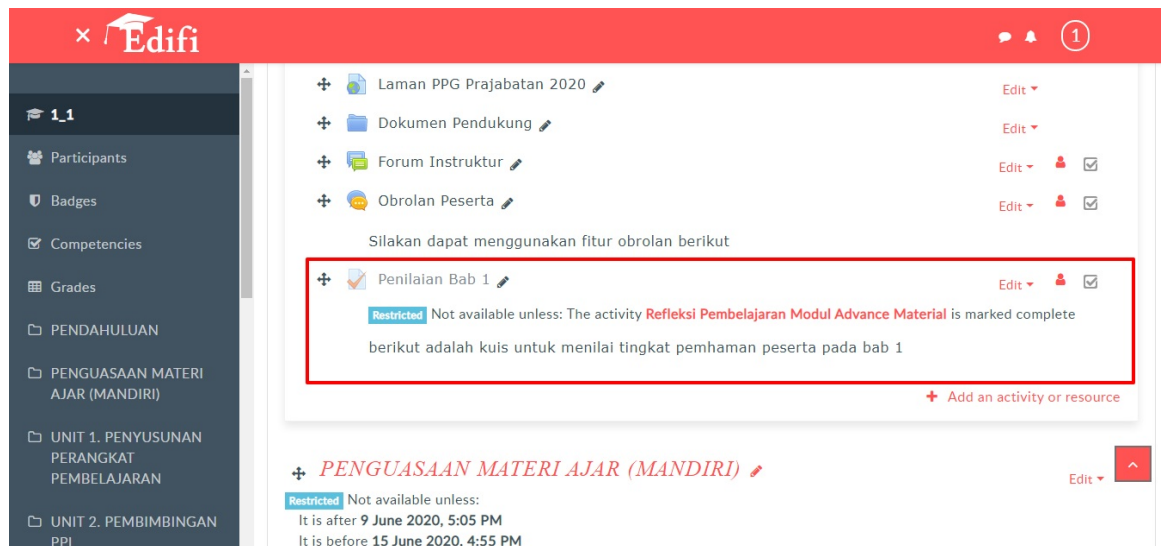 × Edifi
1
1_1
Participants
Badges
Competencies
Grades
PENDAHULUAN
PENGUASAAN MATERI
AJAR (MANDIRI)
UNIT 1. PENYUSUNAN
PERANGKAT
PEMBELAJARAN
UNIT 2. PEMBIMBINGAN
PPL
Laman PPG Prajabatan 2020 Edit
Dokumen Pendukung Edit
Forum Instruktur Edit
Obrolan Peserta Edit
Silakan dapat menggunakan fitur obrolan berikut
Penilaian Bab 1 Edit
Restricted Not available unless: The activity Refleksi Pembelajaran Modul Advance Material is marked complete
berikut adalah kuis untuk menilai tingkat pemhaman peserta pada bab 1
+ Add an activity or resource
PENGUASAAN MATERI AJAR (MANDIRI) Edit
Restricted Not available unless:
It is after 9 June 2020, 5:05 PM
It is before 15 June 2020, 4:55 PM